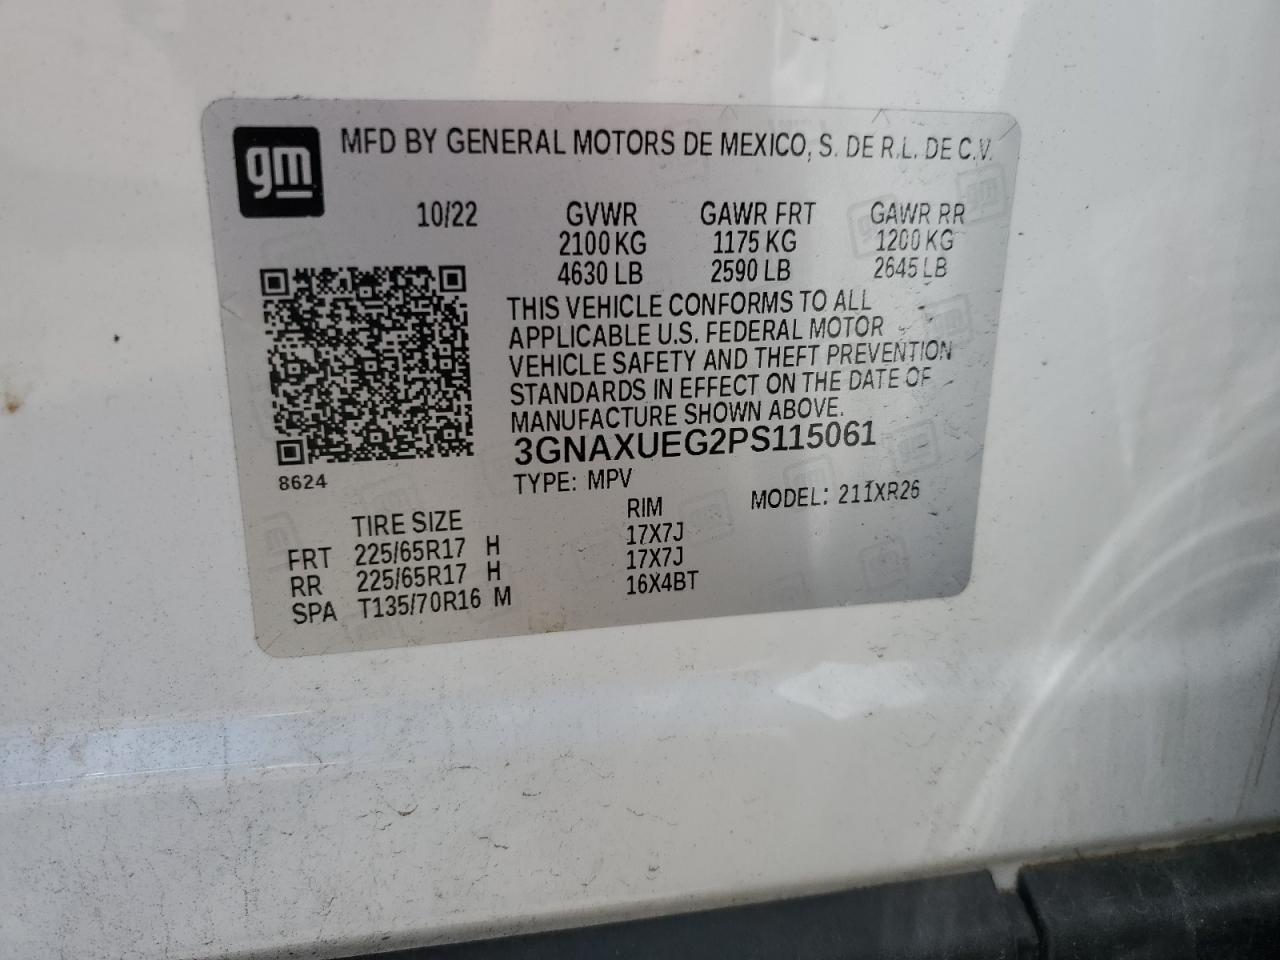 gm
MFD BY GENERAL MOTORS DE MEXICO, S. DE R.L. DE C.V.
10/22 GVWR GAWR FRT GAWR RR
2100 KG 1175 KG 1200 KG
4630 LB 2590 LB 2645 LB
THIS VEHICLE CONFORMS TO ALL
APPLICABLE U.S. FEDERAL MOTOR
VEHICLE SAFETY AND THEFT PREVENTION
STANDARDS IN EFFECT ON THE DATE OF
MANUFACTURE SHOWN ABOVE.
3GNAXUEG2PS115061
8624
TYPE: MPV MODEL: 211XR26
TIRE SIZE RIM
FRT 225/65R17 H 17X7J
RR 225/65R17 H 17X7J
SPA T135/70R16 M 16X4BT